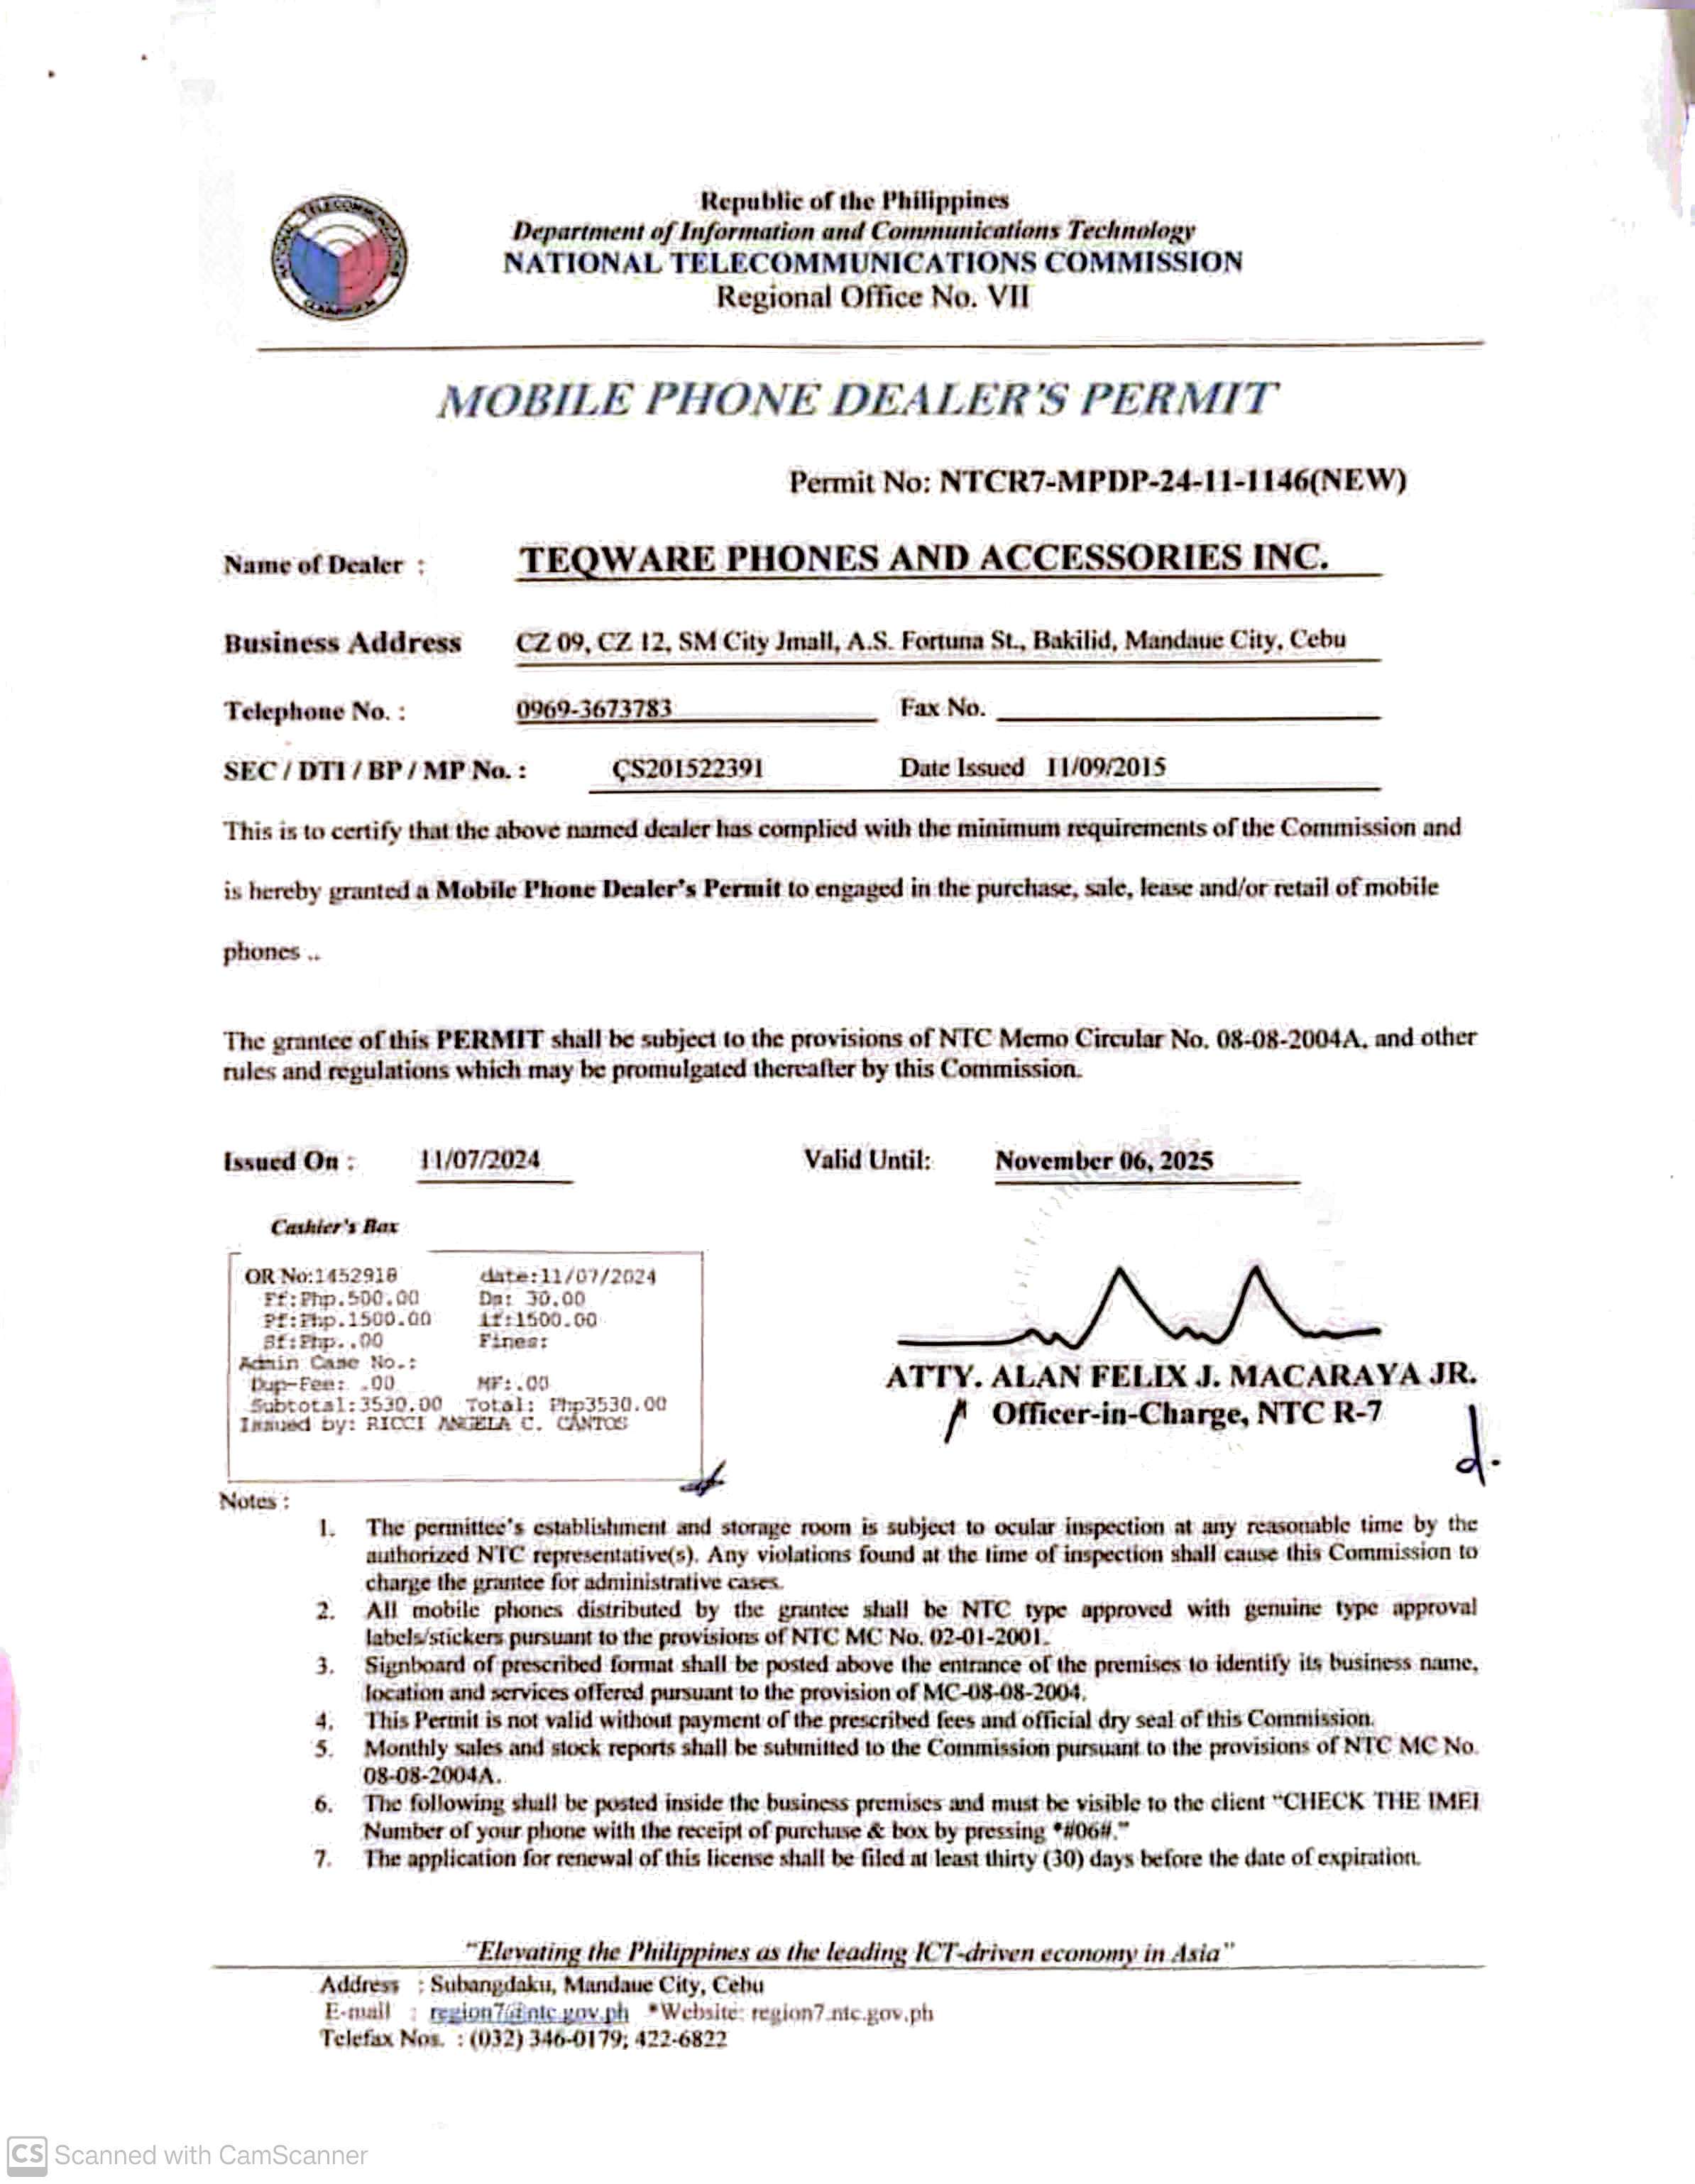 Republic of the Philippines
Department of Information and Communications Technology
NATIONAL TELECOMMUNICATIONS COMMISSION
Regional Office No. VII
MOBILE PHONE DEALER'S PERMIT
Permit No: NTCR7-MPDP-24-11-1146(NEW)
Name of Dealer : TEQWARE PHONES AND ACCESSORIES INC.
Business Address CZ 09, CZ 12, SM City Jmall, A.S. Fortuna St., Bakilid, Mandaue City, Cebu
Telephone No. : 0969-3673783 Fax No.
SEC / DTI / BP / MP No. : CS201522391 Date Issued 11/09/2015
This is to certify that the above named dealer has complied with the minimum requirements of the Commission and
is hereby granted a Mobile Phone Dealer's Permit to engaged in the purchase, sale, lease and/or retail of mobile
phones ..
The grantee of this PERMIT shall be subject to the provisions of NTC Memo Circular No. 08-08-2004A, and other
rules and regulations which may be promulgated thereafter by this Commission.
Issued On : 11/07/2024 Valid Until: November 06, 2025
Cashier's Box
OR No:1452918 date:11/07/2024
Ff:Php.500.00 Ds: 30.00
Pf:Php.1500.00 if:1500.00
Sf:Php..00 Fines:
Admin Case No.:
Dup-Fee: .00 MF:.00
Subtotal:3530.00 Total: Php3530.00
Issued by: RICCI ANGELA C. CANTOS
ATTY. ALAN FELIX J. MACARAYA JR.
Officer-in-Charge, NTC R-7
Notes :
1. The permittee's establishment and storage room is subject to ocular inspection at any reasonable time by the
authorized NTC representative(s). Any violations found at the time of inspection shall cause this Commission to
charge the grantee for administrative cases.
2. All mobile phones distributed by the grantee shall be NTC type approved with genuine type approval
labels/stickers pursuant to the provisions of NTC MC No. 02-01-2001.
3. Signboard of prescribed format shall be posted above the entrance of the premises to identify its business name,
location and services offered pursuant to the provision of MC-08-08-2004.
4. This Permit is not valid without payment of the prescribed fees and official dry seal of this Commission.
5. Monthly sales and stock reports shall be submitted to the Commission pursuant to the provisions of NTC MC No.
08-08-2004A.
6. The following shall be posted inside the business premises and must be visible to the client "CHECK THE IMEI
Number of your phone with the receipt of purchase & box by pressing *#06#."
7. The application for renewal of this license shall be filed at least thirty (30) days before the date of expiration.
"Elevating the Philippines as the leading ICT-driven economy in Asia"
Address : Subangdaku, Mandaue City, Cebu
E-mail : region7@ntc.gov.ph *Website: region7.ntc.gov.ph
Telefax Nos. : (032) 346-0179; 422-6822
CS Scanned with CamScanner